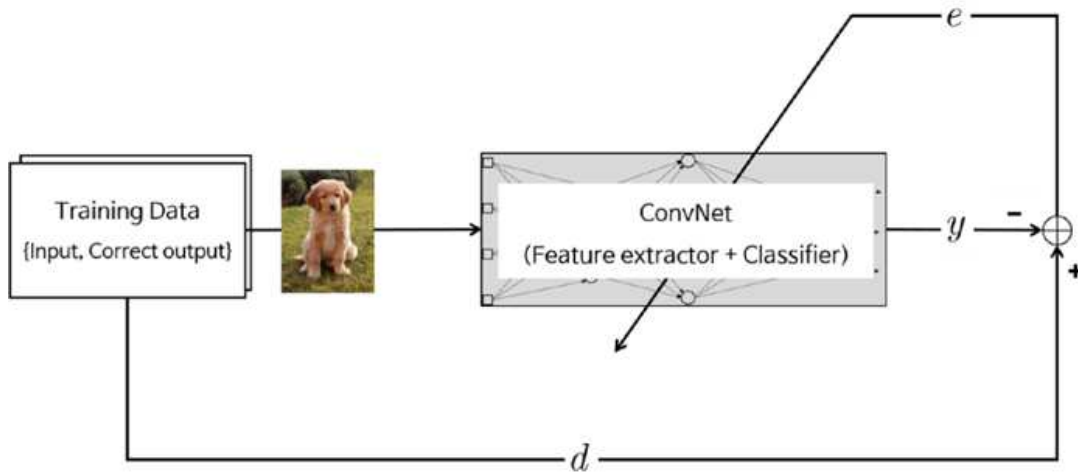 e
Training Data
{Input, Correct output}
ConvNet
(Feature extractor + Classifier)
y
-
+
d